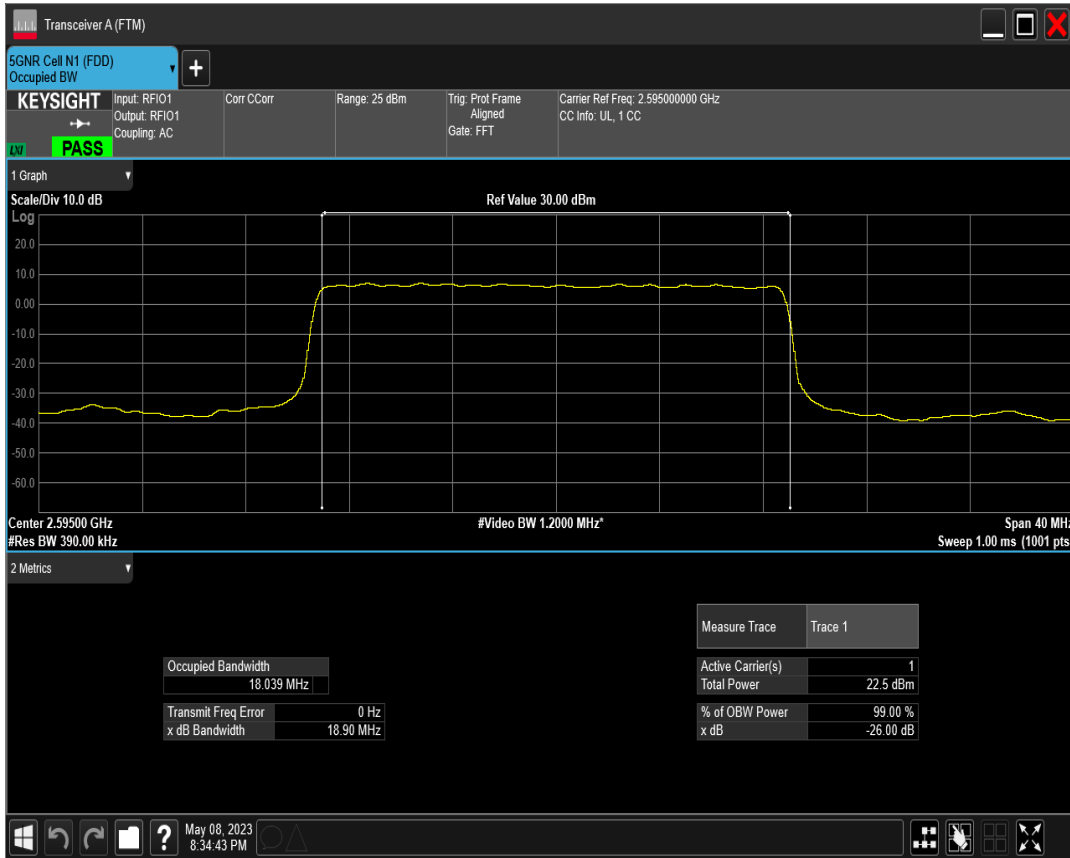 Transceiver A (FTM)
5GNR Cell N1 (FDD)
Occupied BW
+
KEYSIGHT
LXI
PASS
Input: RFIO1
Output: RFIO1
Coupling: AC
Corr CCorr
Range: 25 dBm
Trig: Prot Frame
Aligned
Gate: FFT
Carrier Ref Freq: 2.595000000 GHz
CC Info: UL, 1 CC
1 Graph
Scale/Div 10.0 dB
Ref Value 30.00 dBm
Log
20.0
10.0
0.00
-10.0
-20.0
-30.0
-40.0
-50.0
-60.0
Center 2.59500 GHz
#Video BW 1.2000 MHz*
Span 40 MHz
#Res BW 390.00 kHz
Sweep 1.00 ms (1001 pts
2 Metrics
Measure Trace Trace 1
Occupied Bandwidth
18.039 MHz
Active Carrier(s) 1
Total Power 22.5 dBm
Transmit Freq Error 0 Hz
x dB Bandwidth 18.90 MHz
% of OBW Power 99.00 %
x dB -26.00 dB
?
May 08, 2023
8:34:43 PM